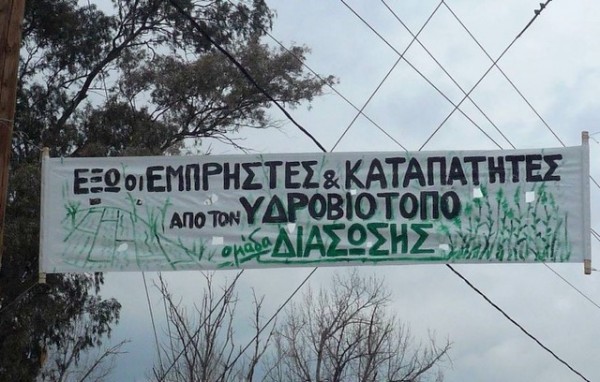 ΕΞΩ οι ΕΜΠΡΗΣΤΕΣ & ΚΑΤΑΠΑΤΗΤΕΣ
ΑΠΟ ΤΟΝ ΥΔΡΟΒΙΟΤΟΠΟ
ομάδα ΔΙΑΣΩΣΗΣ